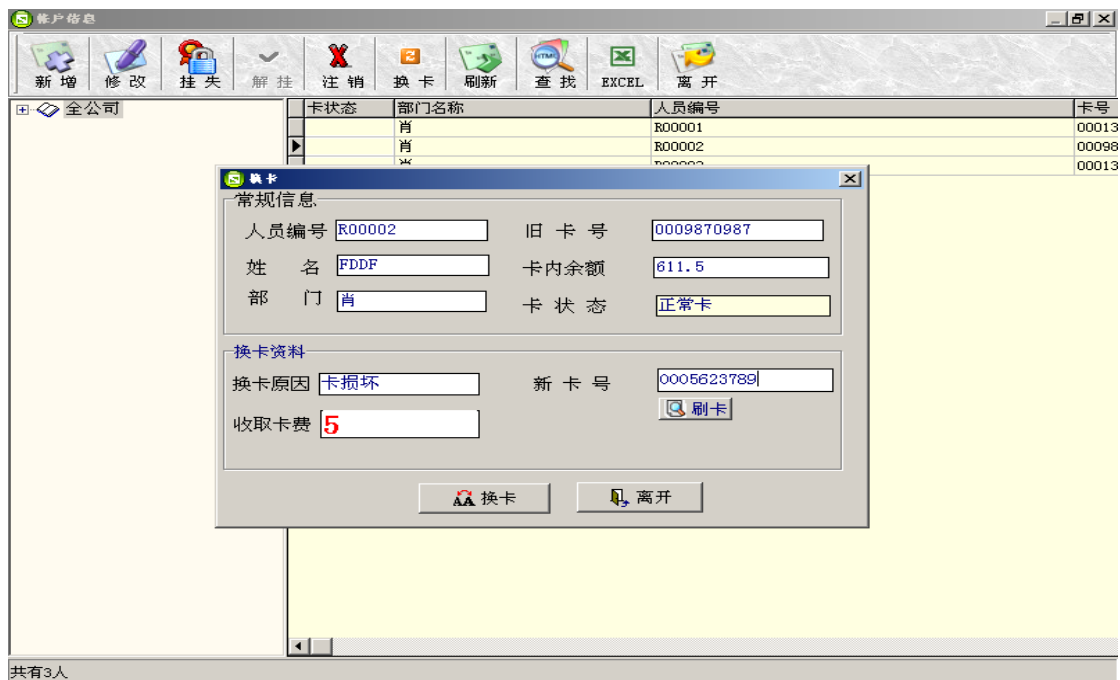 帐户信息
新增 修改 挂失 解挂 注销 换卡 刷新 查找 EXCEL 离开
全公司
卡状态 部门名称 人员编号 卡号
肖 R00001 00013
肖 R00002 00098
00013
换卡
常规信息
人员编号 R00002 旧卡号 0009870987
姓名 FDDF 卡内余额 611.5
部门 肖 卡状态 正常卡
换卡资料
换卡原因 卡损坏 新卡号 0005623789
刷卡
收取卡费 5
换卡 离开
共有3人